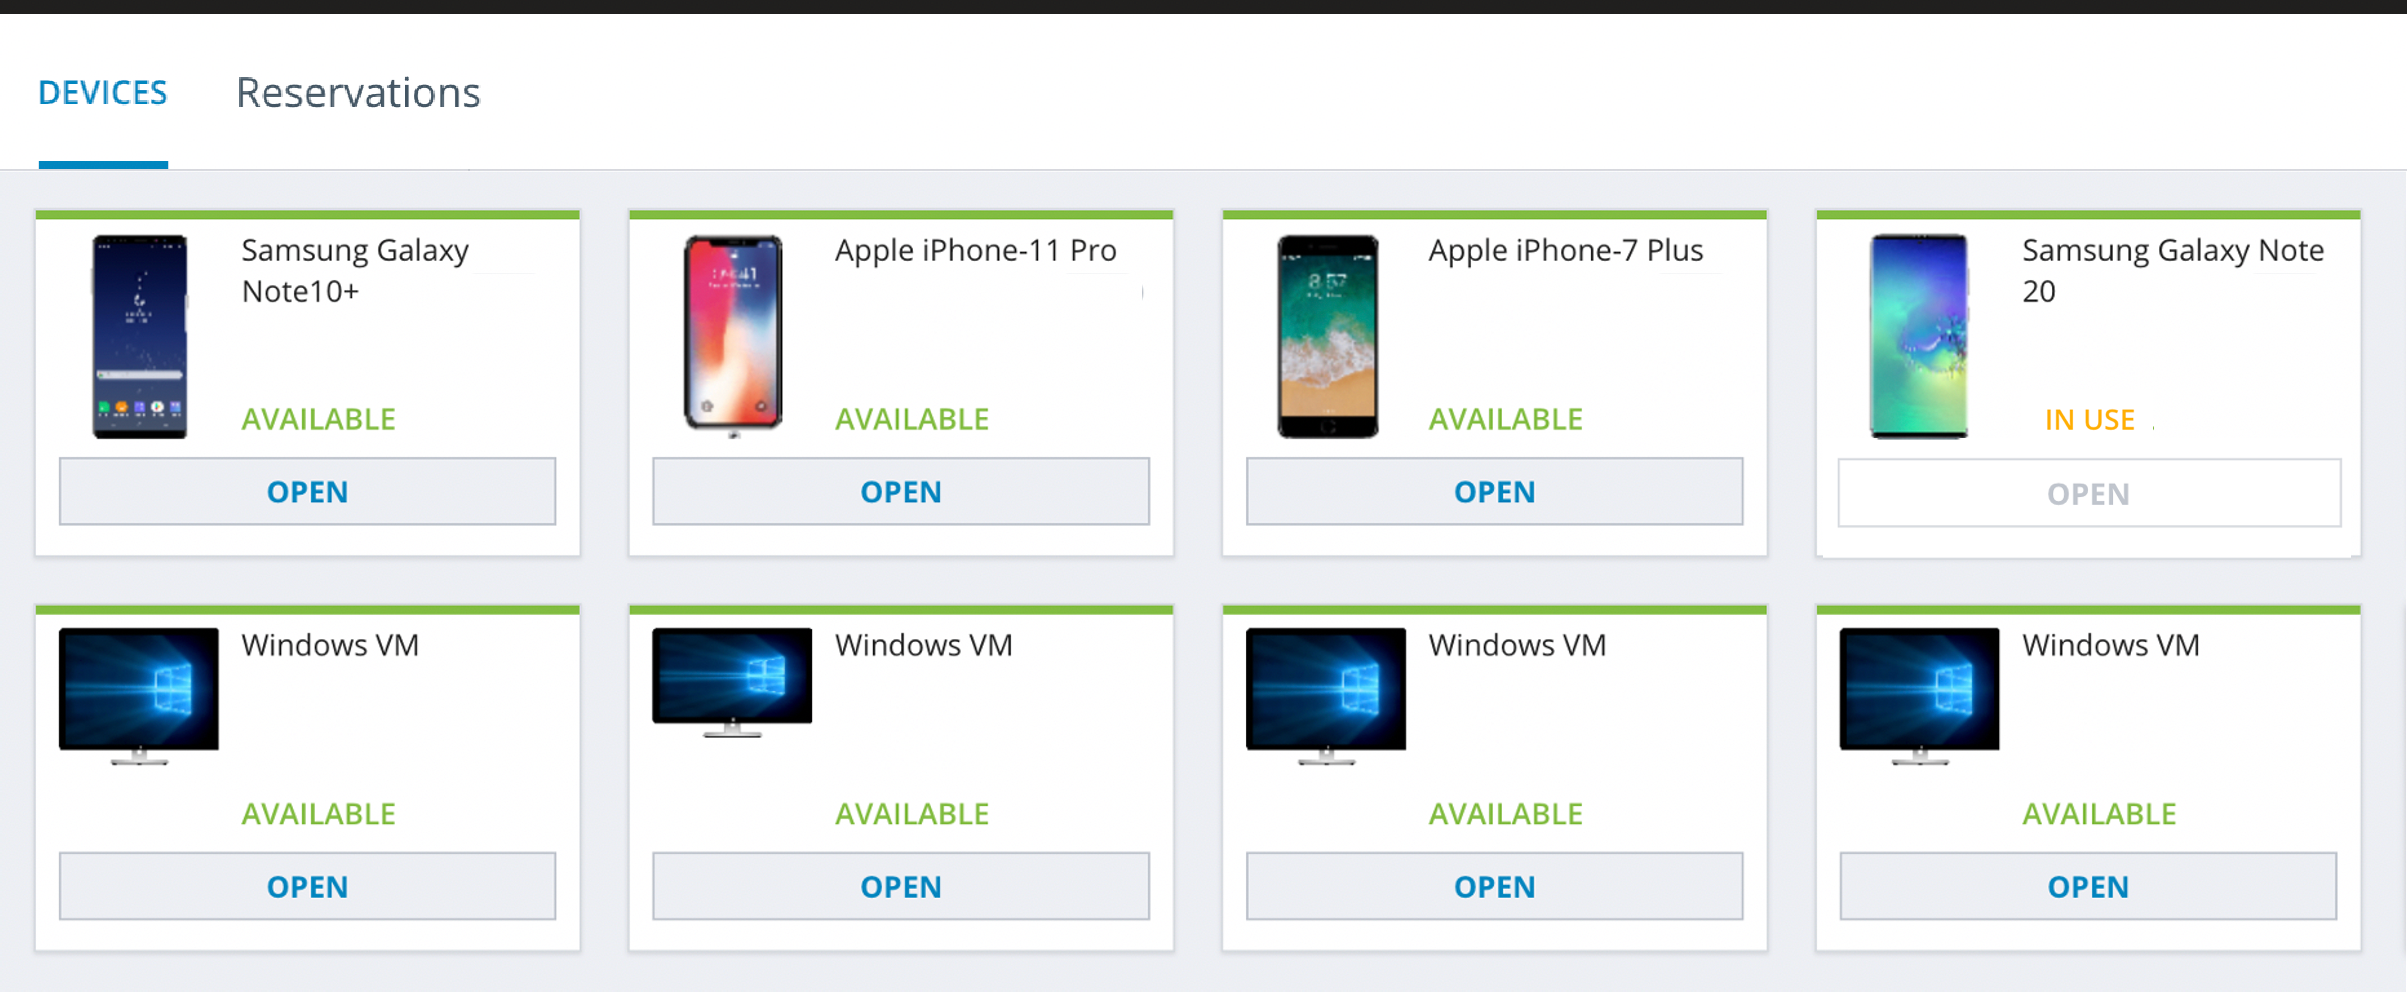 DEVICES Reservations
Samsung Galaxy
Note10+
AVAILABLE
OPEN
Apple iPhone-11 Pro
AVAILABLE
OPEN
Apple iPhone-7 Plus
8:57
AVAILABLE
OPEN
Samsung Galaxy Note
20
IN USE
OPEN
Windows VM
AVAILABLE
OPEN
Windows VM
AVAILABLE
OPEN
Windows VM
AVAILABLE
OPEN
Windows VM
AVAILABLE
OPEN